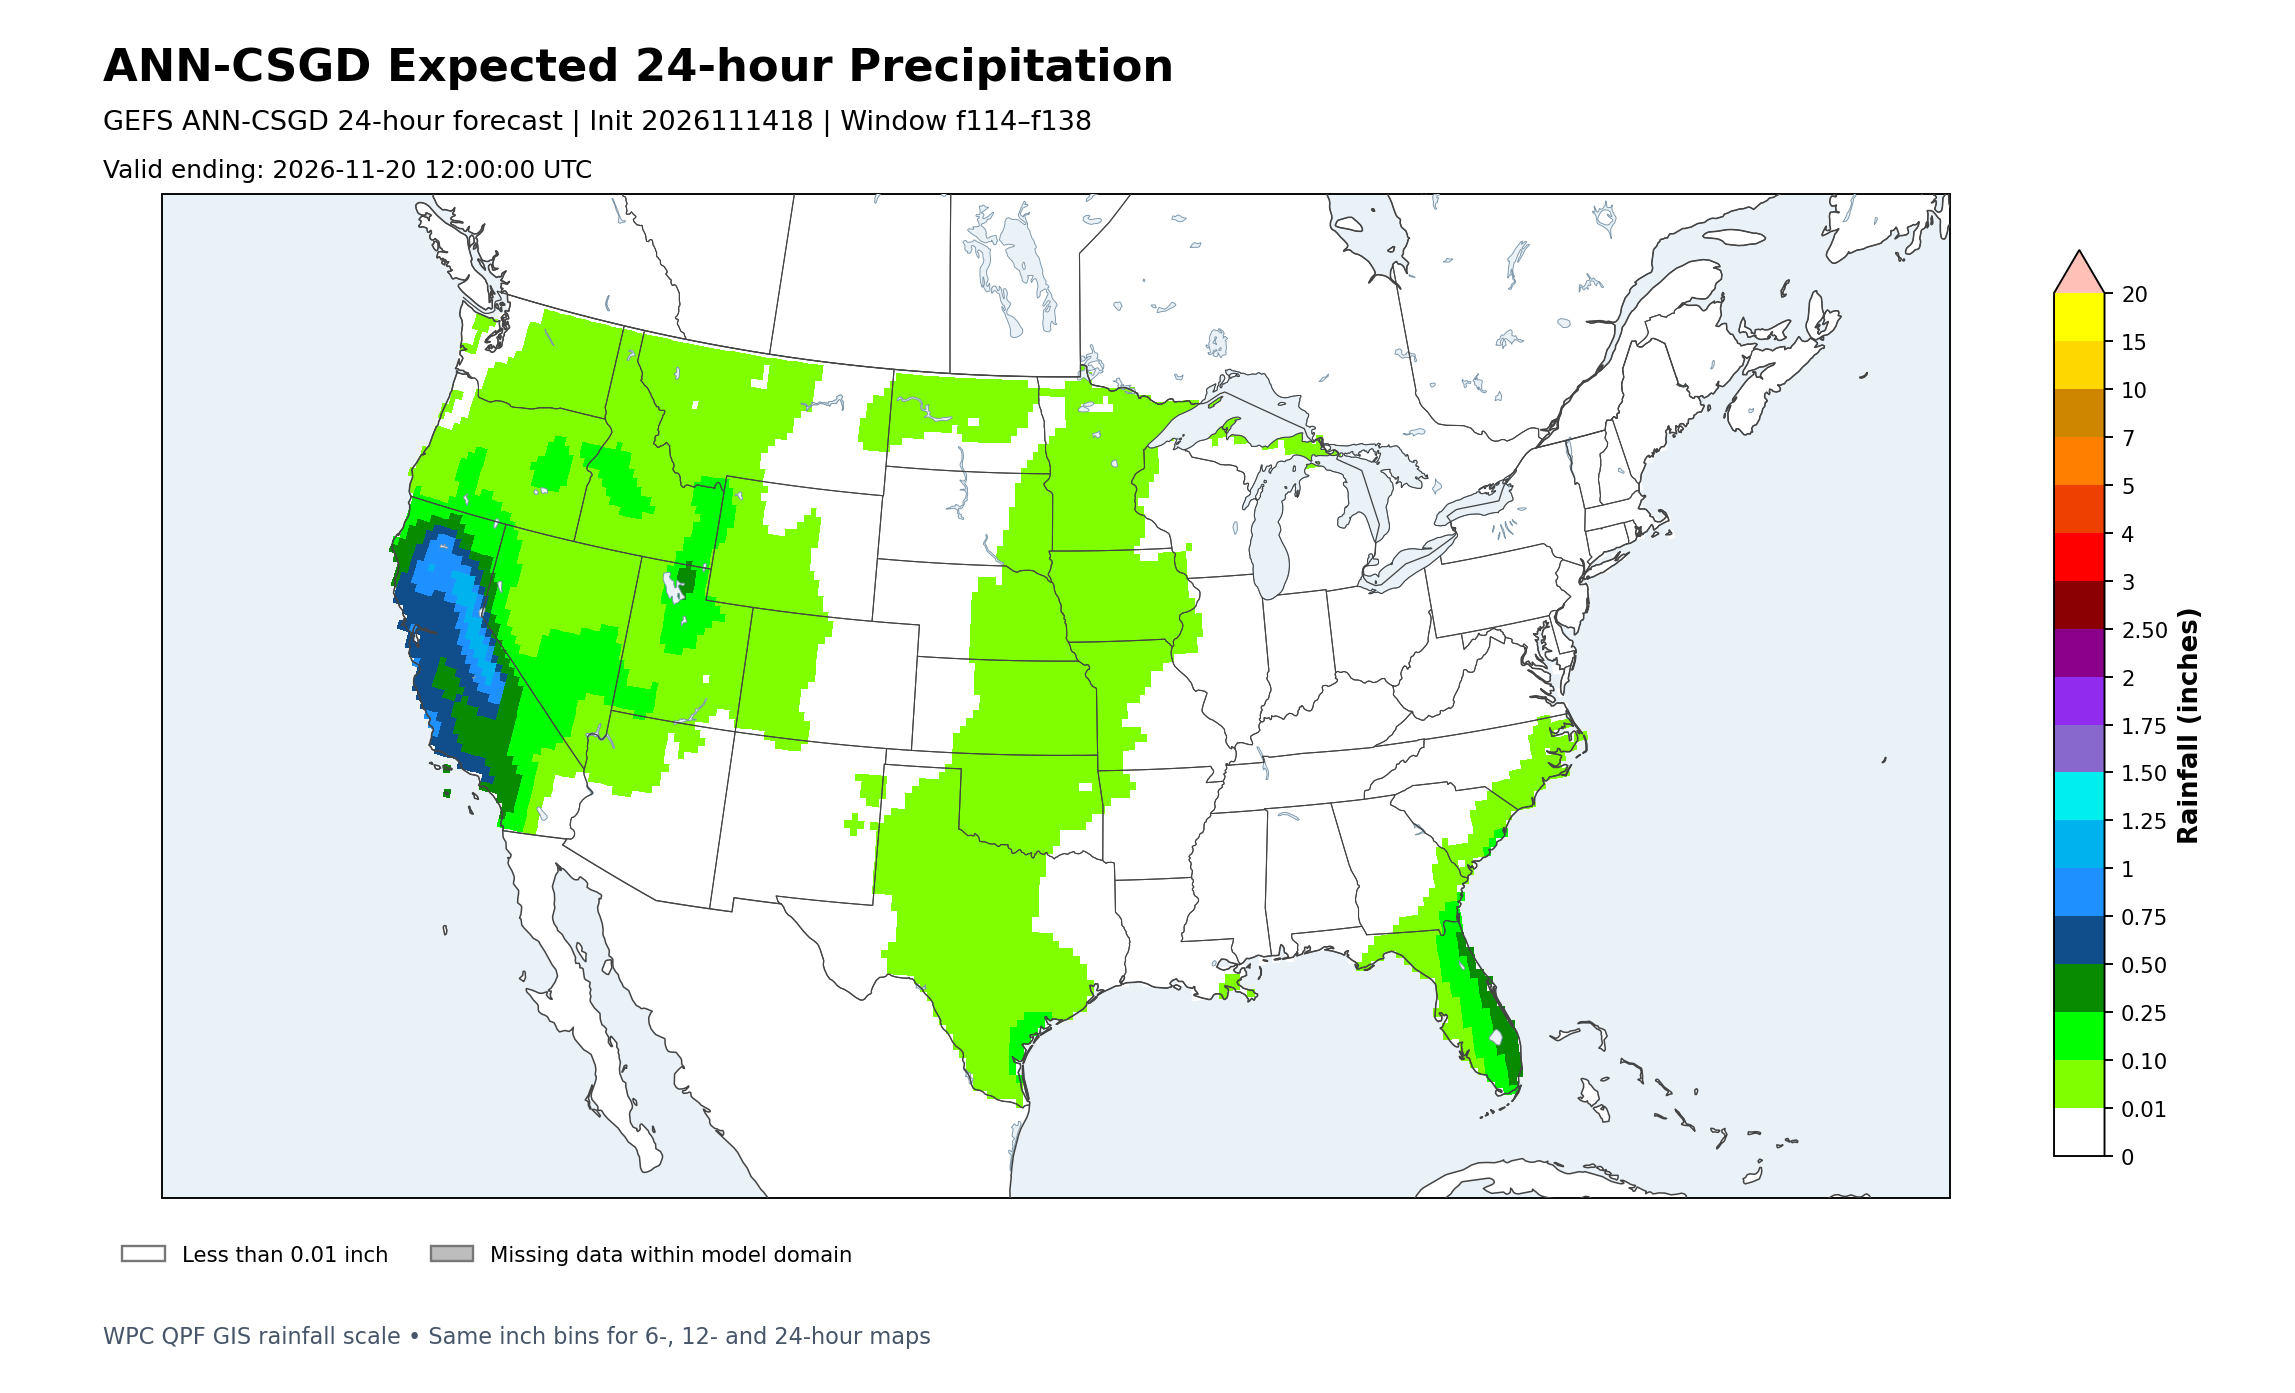 ANN-CSGD Expected 24-hour Precipitation
GEFS ANN-CSGD 24-hour forecast | Init 2026111418 | Window f114–f138
Valid ending: 2026-11-20 12:00:00 UTC
20
15
10
7
5
4
3
2.50
2
1.75
1.50
1.25
1
0.75
0.50
0.25
0.10
0.01
0
Rainfall (inches)
Less than 0.01 inch
Missing data within model domain
WPC QPF GIS rainfall scale • Same inch bins for 6-, 12- and 24-hour maps